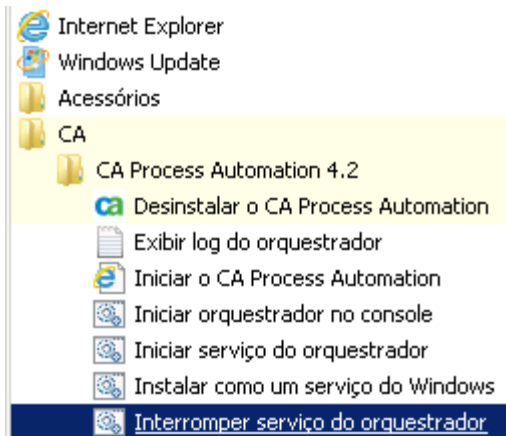 Internet Explorer
Windows Update
Acessórios
CA
CA Process Automation 4.2
ca Desinstalar o CA Process Automation
Exibir log do orquestrador
Iniciar o CA Process Automation
Iniciar orquestrador no console
Iniciar serviço do orquestrador
Instalar como um serviço do Windows
Interromper serviço do orquestrador